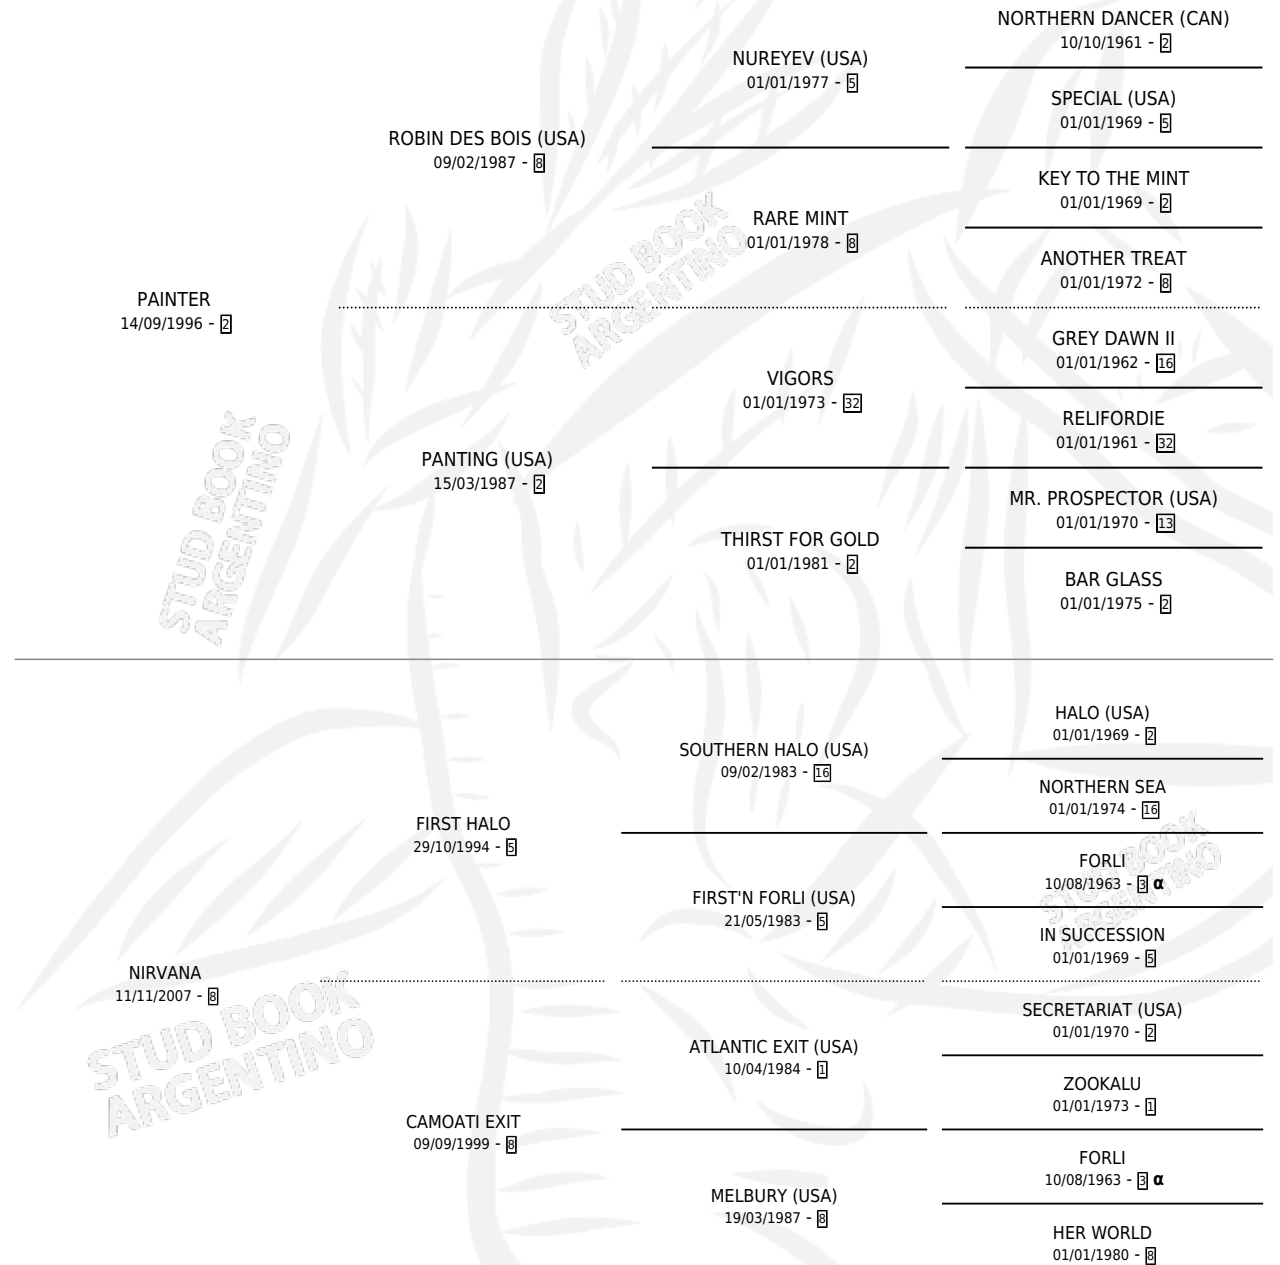 NORTHERN DANCER (CAN)
10/10/1961 - 2
NUREYEV (USA)
01/01/1977 - 5
SPECIAL (USA)
01/01/1969 - 5
ROBIN DES BOIS (USA)
09/02/1987 - 8
KEY TO THE MINT
01/01/1969 - 2
RARE MINT
01/01/1978 - 8
ANOTHER TREAT
01/01/1972 - 8
PAINTER
14/09/1996 - 2
GREY DAWN II
01/01/1962 - 16
VIGORS
01/01/1973 - 32
RELIFORDIE
01/01/1961 - 32
PANTING (USA)
15/03/1987 - 2
MR. PROSPECTOR (USA)
01/01/1970 - 13
THIRST FOR GOLD
01/01/1981 - 2
BAR GLASS
01/01/1975 - 2
HALO (USA)
01/01/1969 - 2
SOUTHERN HALO (USA)
09/02/1983 - 16
NORTHERN SEA
01/01/1974 - 16
FIRST HALO
29/10/1994 - 5
FORLI
10/08/1963 - 3 α
FIRST'N FORLI (USA)
21/05/1983 - 5
IN SUCCESSION
01/01/1969 - 5
NIRVANA
11/11/2007 - 8
SECRETARIAT (USA)
01/01/1970 - 2
ATLANTIC EXIT (USA)
10/04/1984 - 1
ZOOKALU
01/01/1973 - 1
CAMOATI EXIT
09/09/1999 - 8
FORLI
10/08/1963 - 3 α
MELBURY (USA)
19/03/1987 - 8
HER WORLD
01/01/1980 - 8
STUD BOOK
ARGENTINO
STUD BOOK
ARGENTINO
STUD BOOK
ARGENTINO
STUD BOOK
ARGENTINO